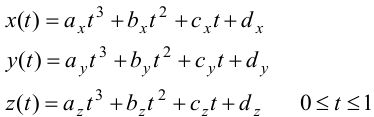 x(t) = a_x t^3 + b_x t^2 + c_x t + d_x
y(t) = a_y t^3 + b_y t^2 + c_y t + d_y
z(t) = a_z t^3 + b_z t^2 + c_z t + d_z 0 ≤ t ≤ 1